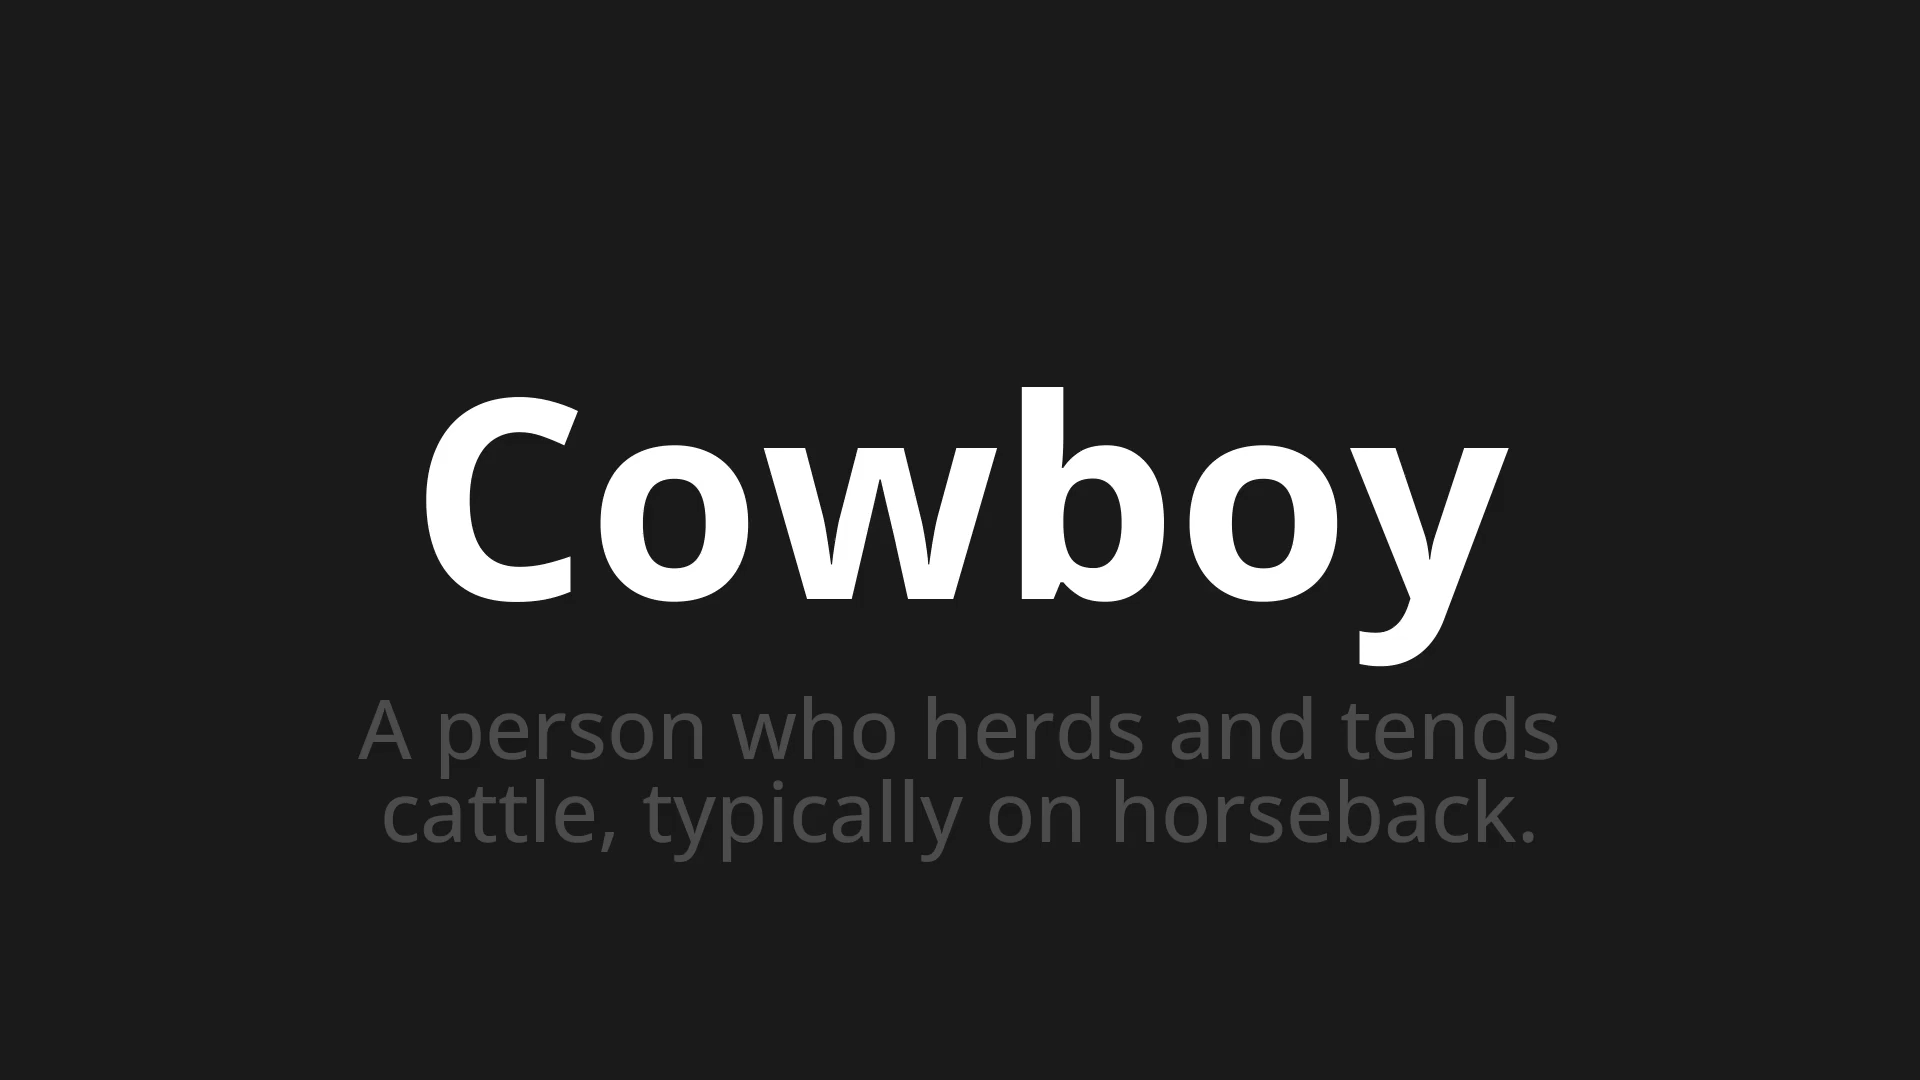 Cowboy
A person who herds and tends
cattle, typically on horseback.